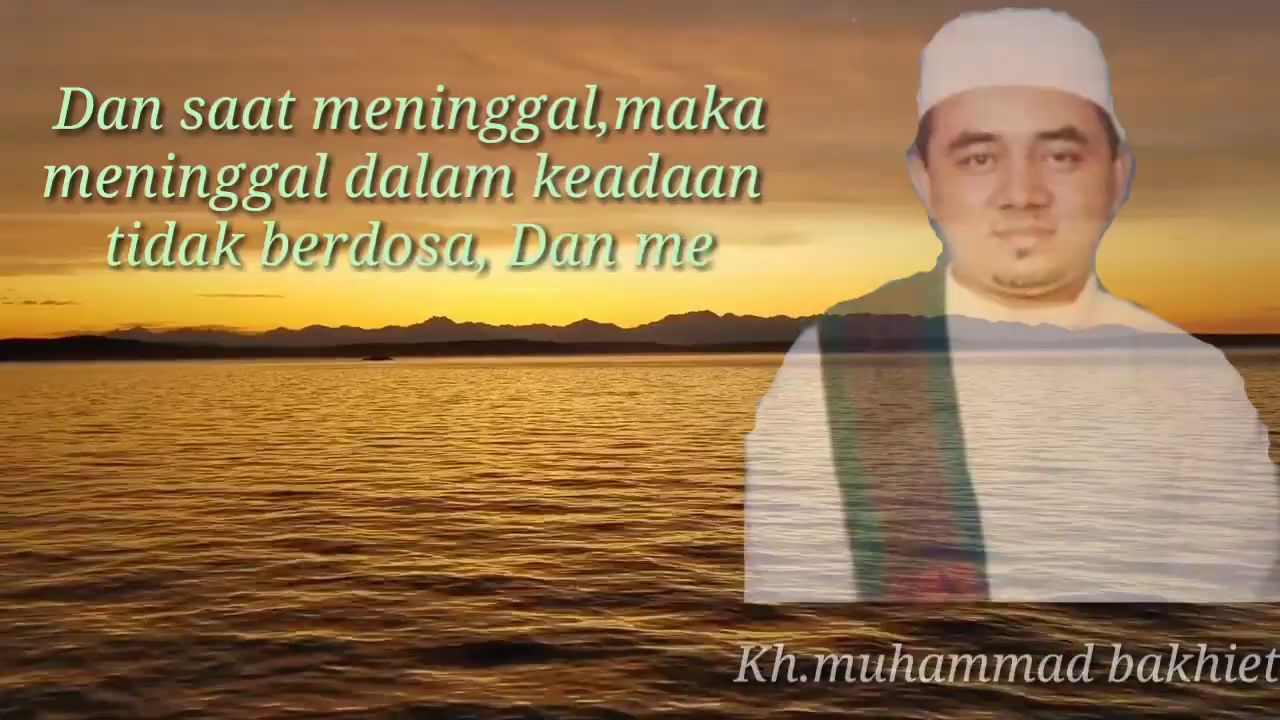 Dan saat meninggal,maka
meninggal dalam keadaan
tidak berdosa, Dan me
Kh.muhammad bakhiet